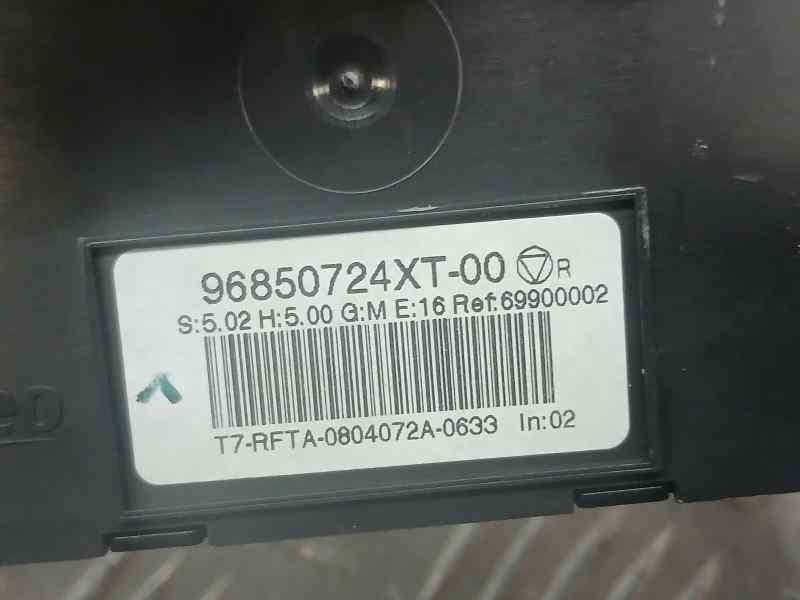 96850724XT-00 R
S:5.02 H:5.00 G:M E:16 Ref:69900002
T7-RFTA-0804072A-0633 In:02